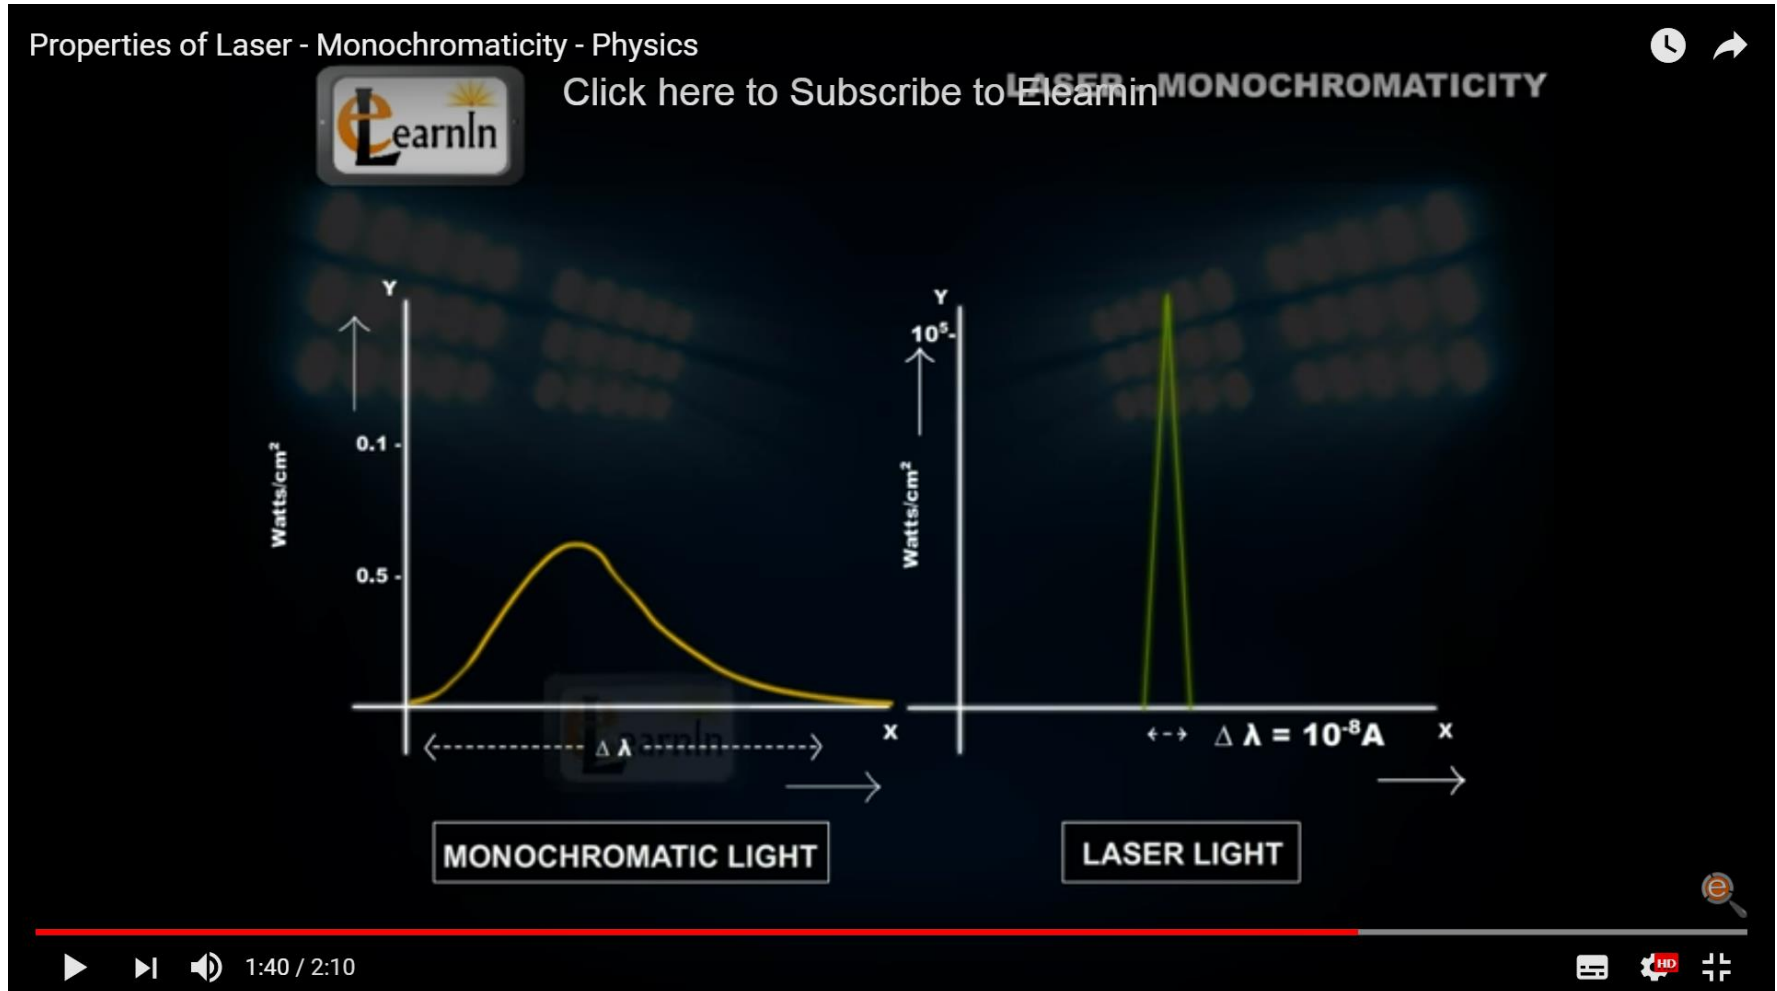 Properties of Laser - Monochromaticity - Physics
eLearnIn
Click here to Subscribe to Elearnin
LASER - MONOCHROMATICITY
Y
0.1 -
Watts/cm²
0.5 -
X
Δ λ
MONOCHROMATIC LIGHT
Y
10⁵-
Watts/cm²
Δ λ = 10⁻⁸A
X
LASER LIGHT
e
1:40 / 2:10
HD